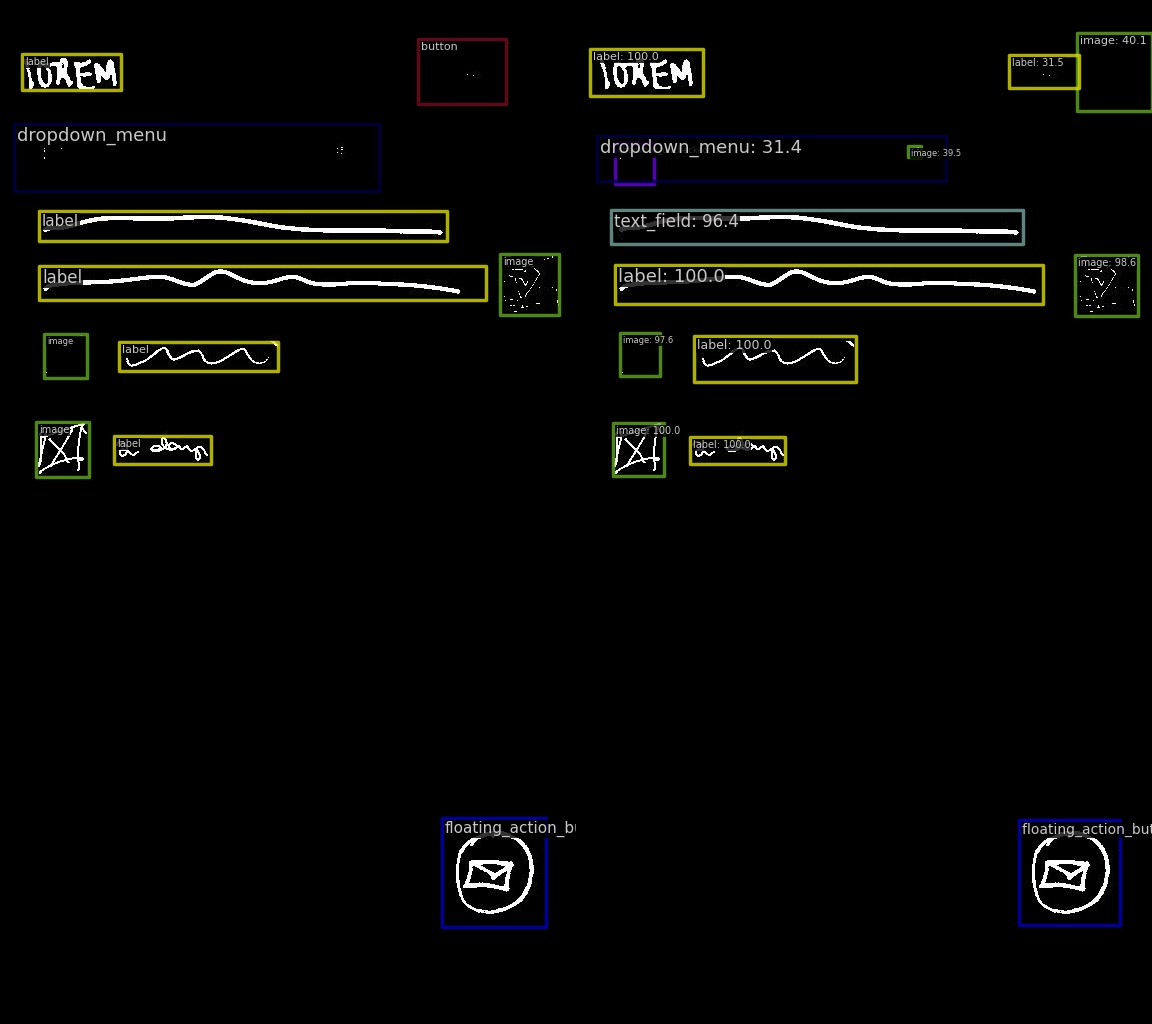 label
button
label: 100.0
image: 40.1
label: 31.5
LOREM
LOREM
dropdown_menu
dropdown_menu: 31.4
image: 39.5
label
text_field: 96.4
label
image
label: 100.0
image: 98.6
image
label
image: 97.6
label: 100.0
image
label
image: 100.0
label: 100.0
floating_action_bu
floating_action_but